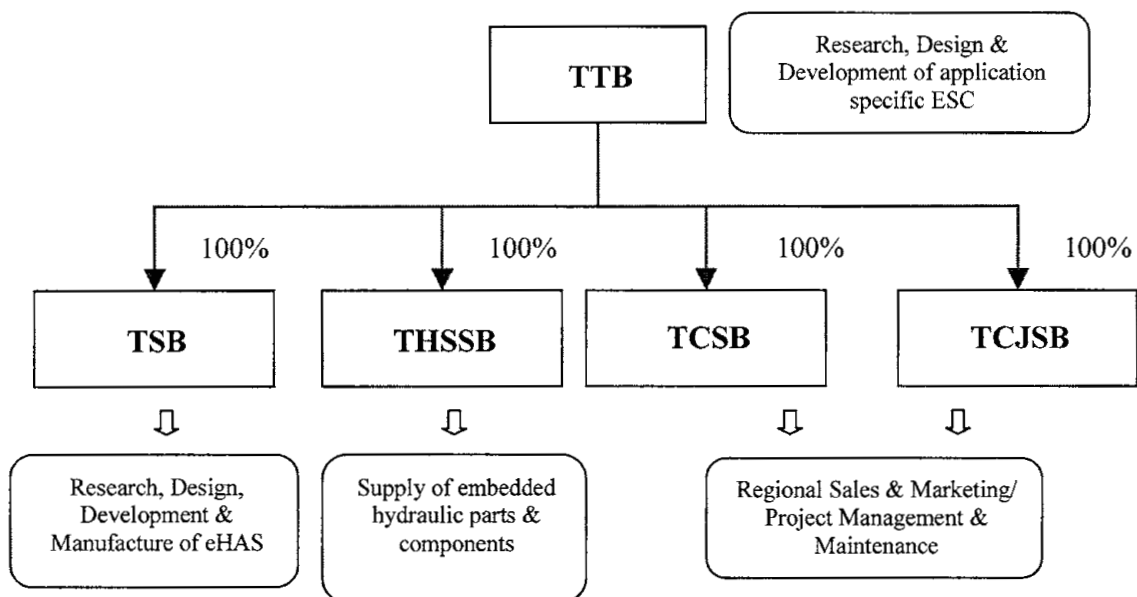 TTB
Research, Design &
Development of application
specific ESC
100%
100%
100%
100%
TSB
THSSB
TCSB
TCJSB
Research, Design,
Development &
Manufacture of eHAS
Supply of embedded
hydraulic parts &
components
Regional Sales & Marketing/
Project Management &
Maintenance